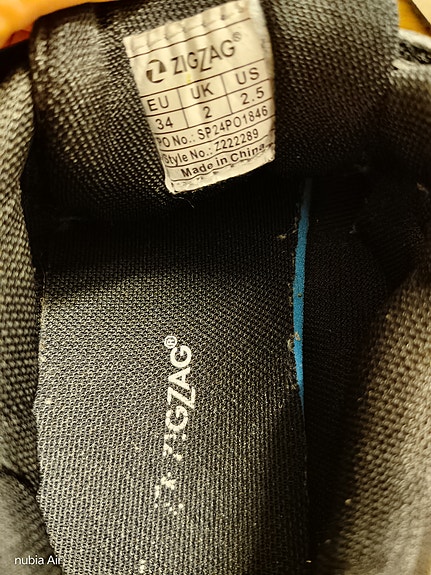 ZIGZAG®
EU UK US
34 2 2.5
PO No.: SP24PO1846
Style No.: Z222289
Made in China
ZIGZAG®
nubia Air